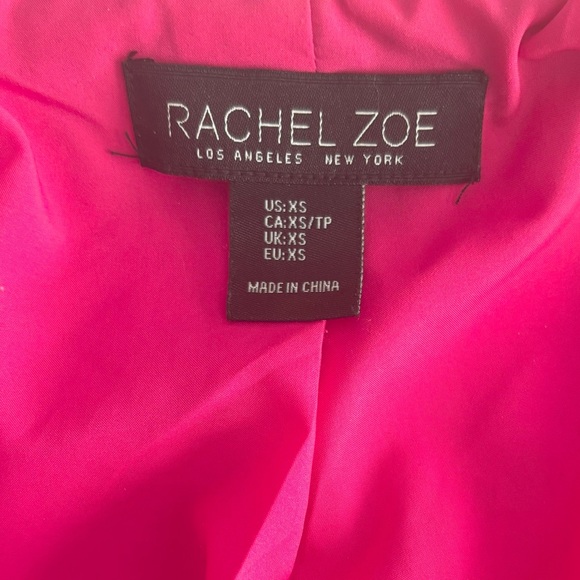 RACHEL ZOE
LOS ANGELES NEW YORK
US:XS
CA:XS/TP
UK:XS
EU:XS
MADE IN CHINA